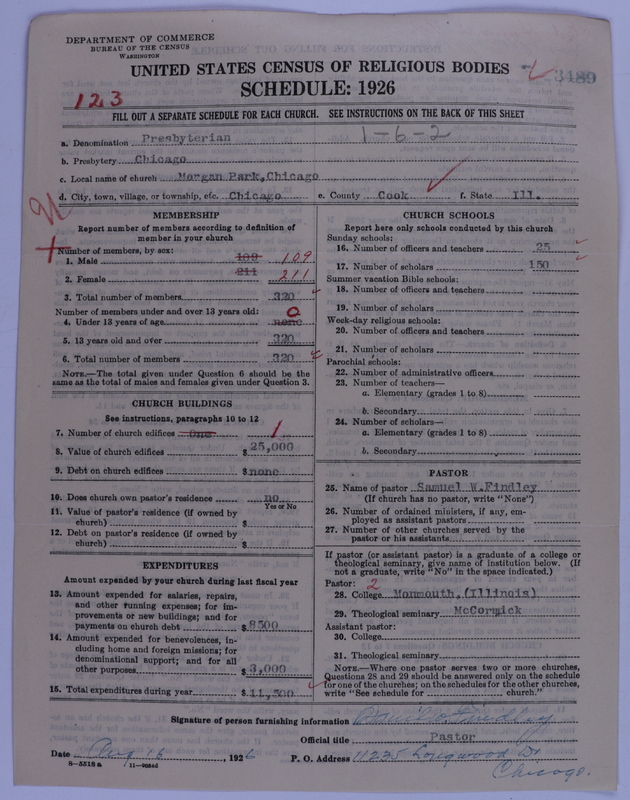 DEPARTMENT OF COMMERCE
BUREAU OF THE CENSUS
WASHINGTON
UNITED STATES CENSUS OF RELIGIOUS BODIES
3489
SCHEDULE: 1926
123
FILL OUT A SEPARATE SCHEDULE FOR EACH CHURCH. SEE INSTRUCTIONS ON THE BACK OF THIS SHEET
a. Denomination Presbyterian 1-6-2
b. Presbytery Chicago
c. Local name of church Morgan Park, Chicago
d. City, town, village, or township, etc. Chicago e. County Cook f. State Ill.
MEMBERSHIP
Report number of members according to definition of
member in your church
Number of members, by sex:
1. Male 109 109
2. Female 211 211
3. Total number of members 320
Number of members under and over 13 years old:
4. Under 13 years of age none 0
5. 13 years old and over 320
6. Total number of members 320
NOTE.—The total given under Question 6 should be the
same as the total of males and females given under Question 3.
CHURCH BUILDINGS
See instructions, paragraphs 10 to 12
7. Number of church edifices One 1
8. Value of church edifices $ 25,000
9. Debt on church edifices $ none
10. Does church own pastor's residence no
Yes or No
11. Value of pastor's residence (if owned by
church) $
12. Debt on pastor's residence (if owned by
church) $
EXPENDITURES
Amount expended by your church during last fiscal year
13. Amount expended for salaries, repairs,
and other running expenses; for im-
provements or new buildings; and for
payments on church debt $ 8500
14. Amount expended for benevolences, in-
cluding home and foreign missions; for
denominational support; and for all
other purposes $ 3,000
15. Total expenditures during year $ 11,500
CHURCH SCHOOLS
Report here only schools conducted by this church
Sunday schools:
16. Number of officers and teachers 25
17. Number of scholars 150
Summer vacation Bible schools:
18. Number of officers and teachers
19. Number of scholars
Week-day religious schools:
20. Number of officers and teachers
21. Number of scholars
Parochial schools:
22. Number of administrative officers
23. Number of teachers—
a. Elementary (grades 1 to 8)
b. Secondary
24. Number of scholars—
a. Elementary (grades 1 to 8)
b. Secondary
PASTOR
25. Name of pastor Samuel W. Findley
(If church has no pastor, write "None")
26. Number of ordained ministers, if any, em-
ployed as assistant pastors
27. Number of other churches served by the
pastor or his assistants
If pastor (or assistant pastor) is a graduate of a college or
theological seminary, give name of institution below. (If
not a graduate, write "No" in the space indicated.)
Pastor: 2
28. College Monmouth, (Illinois)
29. Theological seminary McCormick
Assistant pastor:
30. College
31. Theological seminary
NOTE.—Where one pastor serves two or more churches,
Questions 28 and 29 should be answered only on the schedule
for one of the churches; on the schedules for the other churches,
write "See schedule for church."
Signature of person furnishing information Findley
Official title Pastor
Date Aug 16, 1926 P. O. Address 11235 Longwood Dr
8-5318a 11-9084d Chicago.